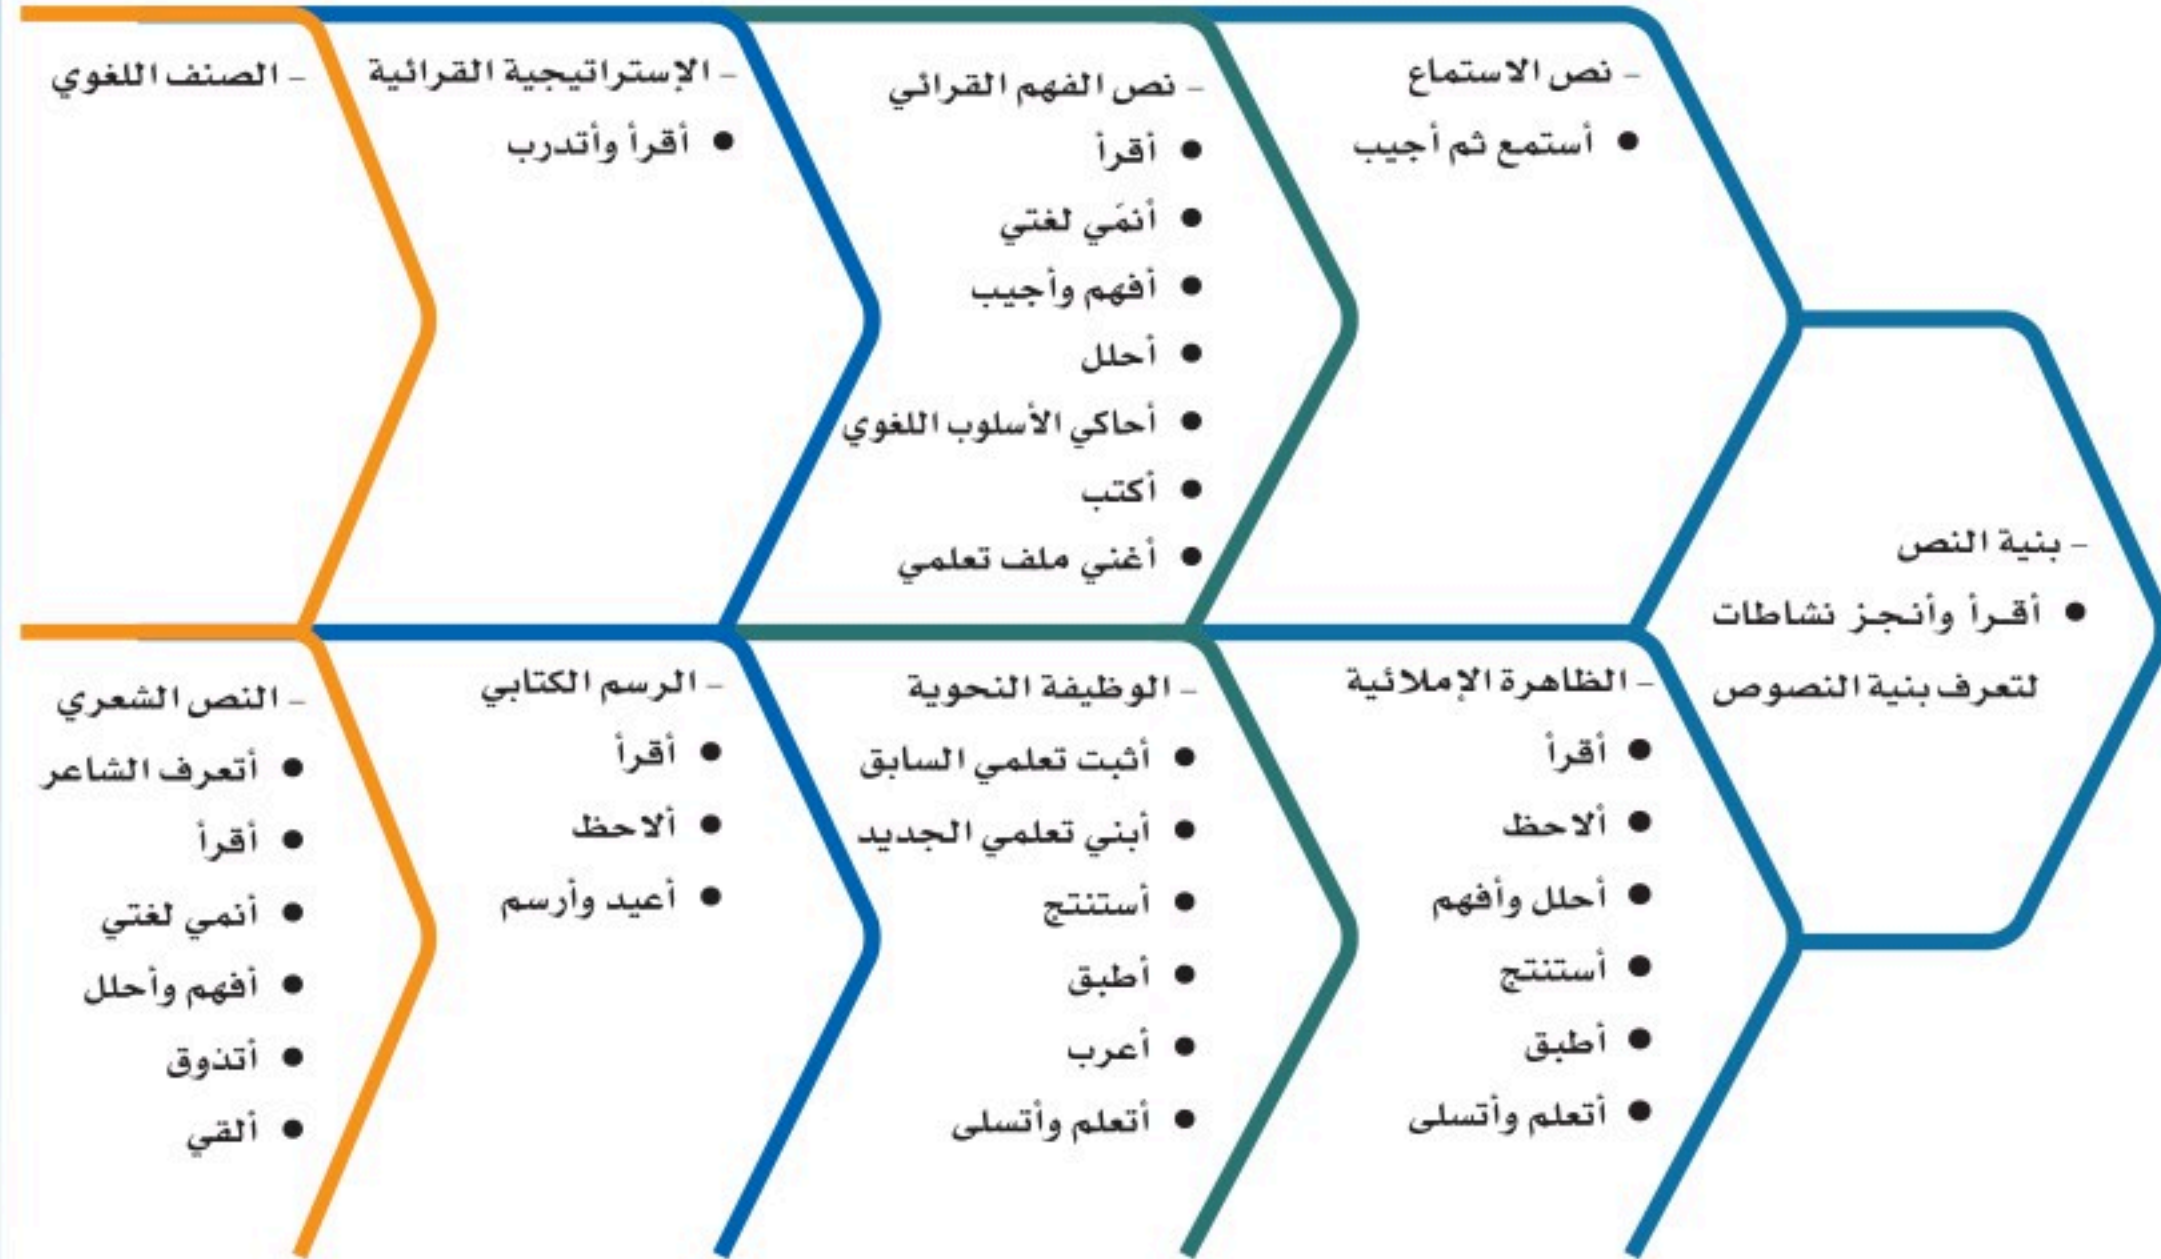 – بنية النص
● أقـرأ وأنـجـز نشاطات
لتعرف بنية النصوص
– نص الاستماع
● أستمع ثم أجيب
– نص الفهم القرائي
● أقرأ
● أنمَي لغتي
● أفهم وأجيب
● أحلل
● أحاكي الأسلوب اللغوي
● أكتب
● أغني ملف تعلمي
– الإستراتيجية القرائية
● أقرأ وأتدرب
– الصنف اللغوي
– الظاهرة الإملائية
● أقرأ
● ألاحظ
● أحلل وأفهم
● أستنتج
● أطبق
● أتعلم وأتسلى
– الوظيفة النحوية
● أثبت تعلمي السابق
● أبني تعلمي الجديد
● أستنتج
● أطبق
● أعرب
● أتعلم وأتسلى
– الرسم الكتابي
● أقرأ
● ألاحظ
● أعيد وأرسم
– النص الشعري
● أتعرف الشاعر
● أقرأ
● أنمي لغتي
● أفهم وأحلل
● أتذوق
● ألقي